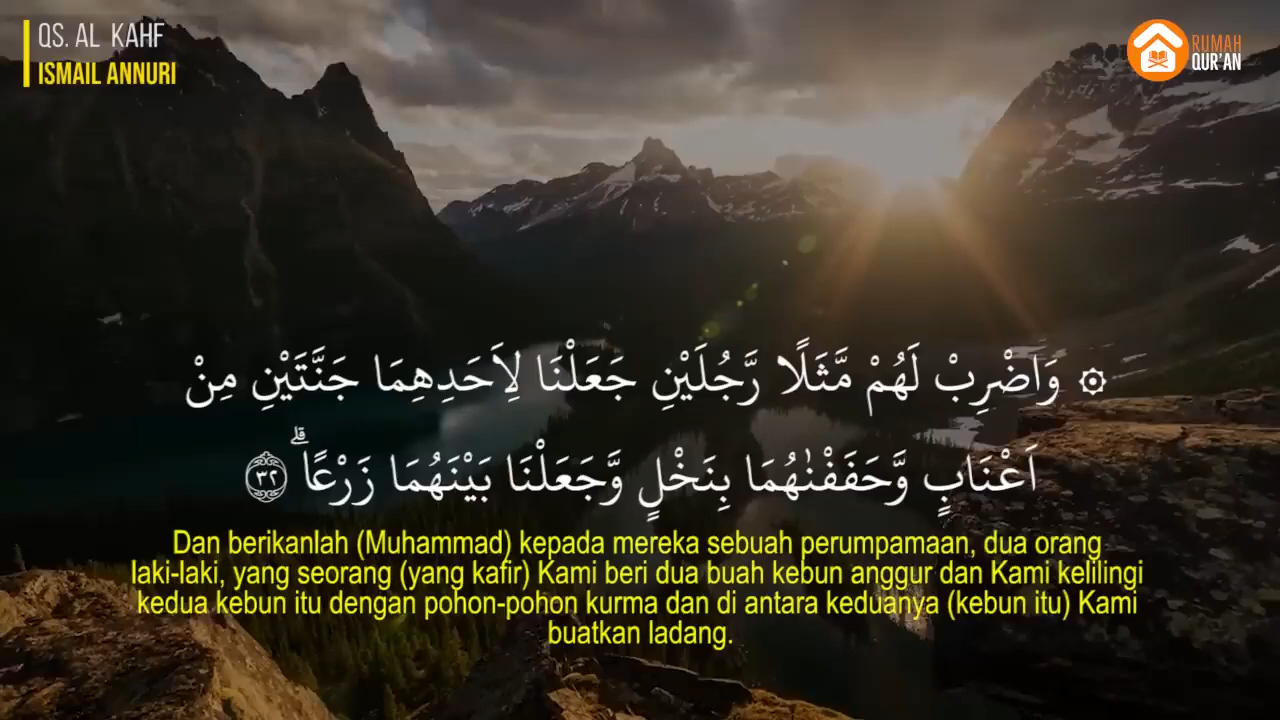 QS. AL KAHF
ISMAIL ANNURI
RUMAH
QUR'AN
۞ وَاضْرِبْ لَهُمْ مَّثَلًا رَّجُلَيْنِ جَعَلْنَا لِاَحَدِهِمَا جَنَّتَيْنِ مِنْ
اَعْنَابٍ وَّحَفَفْنٰهُمَا بِنَخْلٍ وَّجَعَلْنَا بَيْنَهُمَا زَرْعًاۗ ٣٢
Dan berikanlah (Muhammad) kepada mereka sebuah perumpamaan, dua orang
laki-laki, yang seorang (yang kafir) Kami beri dua buah kebun anggur dan Kami kelilingi
kedua kebun itu dengan pohon-pohon kurma dan di antara keduanya (kebun itu) Kami
buatkan ladang.